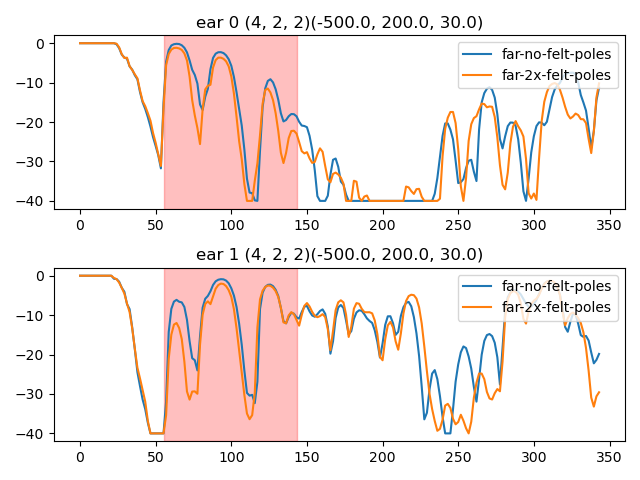 ear 0 (4, 2, 2)(-500.0, 200.0, 30.0)
0
−10
−20
−30
−40
far-no-felt-poles
far-2x-felt-poles
0 50 100 150 200 250 300 350
ear 1 (4, 2, 2)(-500.0, 200.0, 30.0)
0
−10
−20
−30
−40
far-no-felt-poles
far-2x-felt-poles
0 50 100 150 200 250 300 350